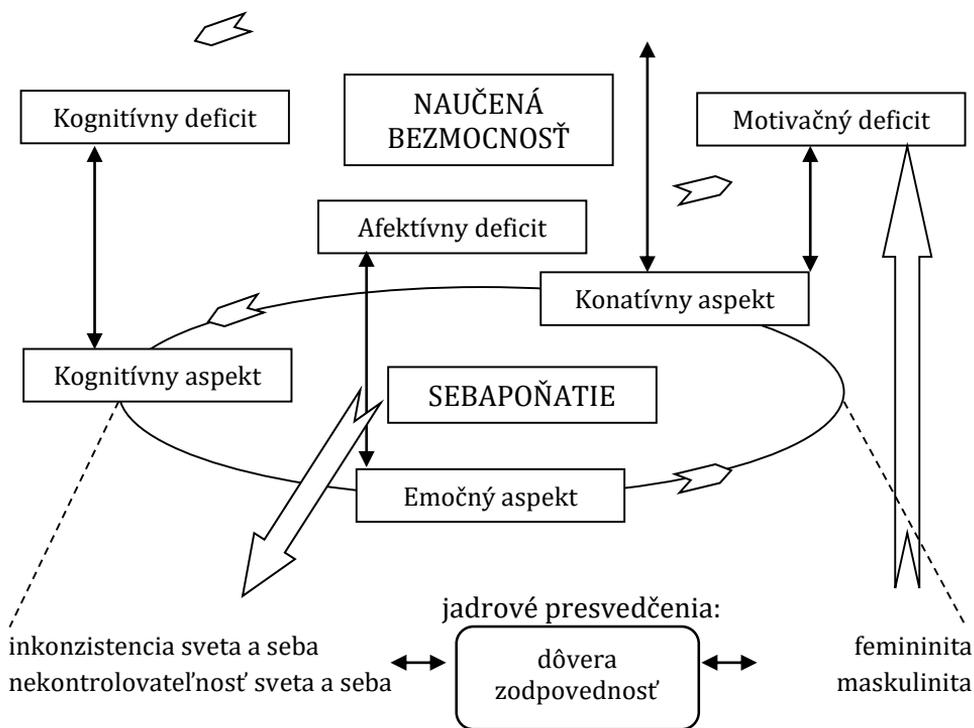 Kognitívny deficit
NAUČENÁ
BEZMOCNOSŤ
Motivačný deficit
Afektívny deficit
Konatívny aspekt
Kognitívny aspekt
SEBAPOŇATIE
Emočný aspekt
jadrové presvedčenia:
inkonzistencia sveta a seba
nekontrolovateľnosť sveta a seba
dôvera
zodpovednosť
femininita
maskulinita